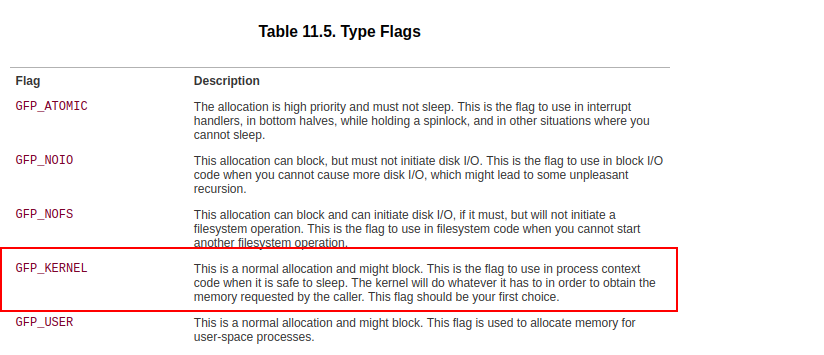 Table 11.5. Type Flags
Flag Description
GFP_ATOMIC The allocation is high priority and must not sleep. This is the flag to use in interrupt
handlers, in bottom halves, while holding a spinlock, and in other situations where you
cannot sleep.
GFP_NOIO This allocation can block, but must not initiate disk I/O. This is the flag to use in block I/O
code when you cannot cause more disk I/O, which might lead to some unpleasant
recursion.
GFP_NOFS This allocation can block and can initiate disk I/O, if it must, but will not initiate a
filesystem operation. This is the flag to use in filesystem code when you cannot start
another filesystem operation.
GFP_KERNEL This is a normal allocation and might block. This is the flag to use in process context
code when it is safe to sleep. The kernel will do whatever it has to in order to obtain the
memory requested by the caller. This flag should be your first choice.
GFP_USER This is a normal allocation and might block. This flag is used to allocate memory for
user-space processes.